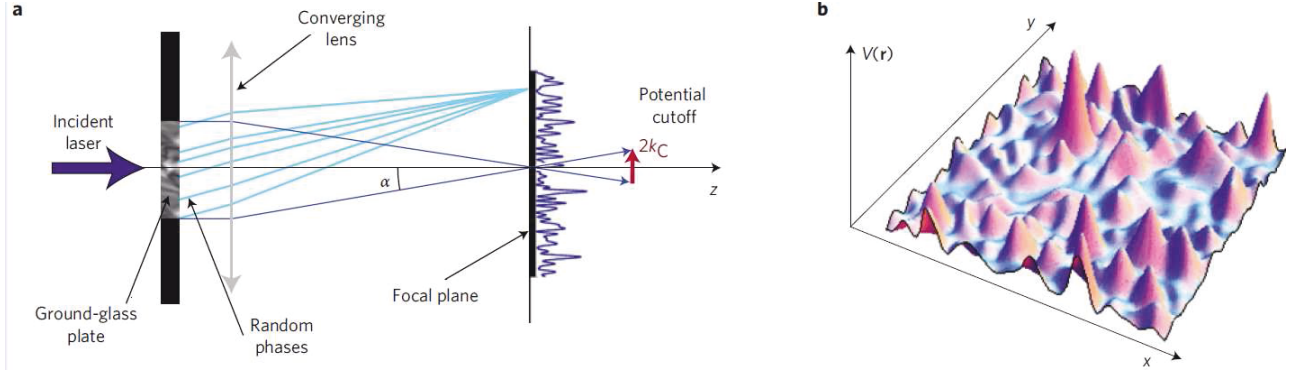 a
Converging
lens
Incident
laser
α
Potential
cutoff
2kC
z
Focal plane
Ground-glass
plate
Random
phases
b
V(r)
y
x